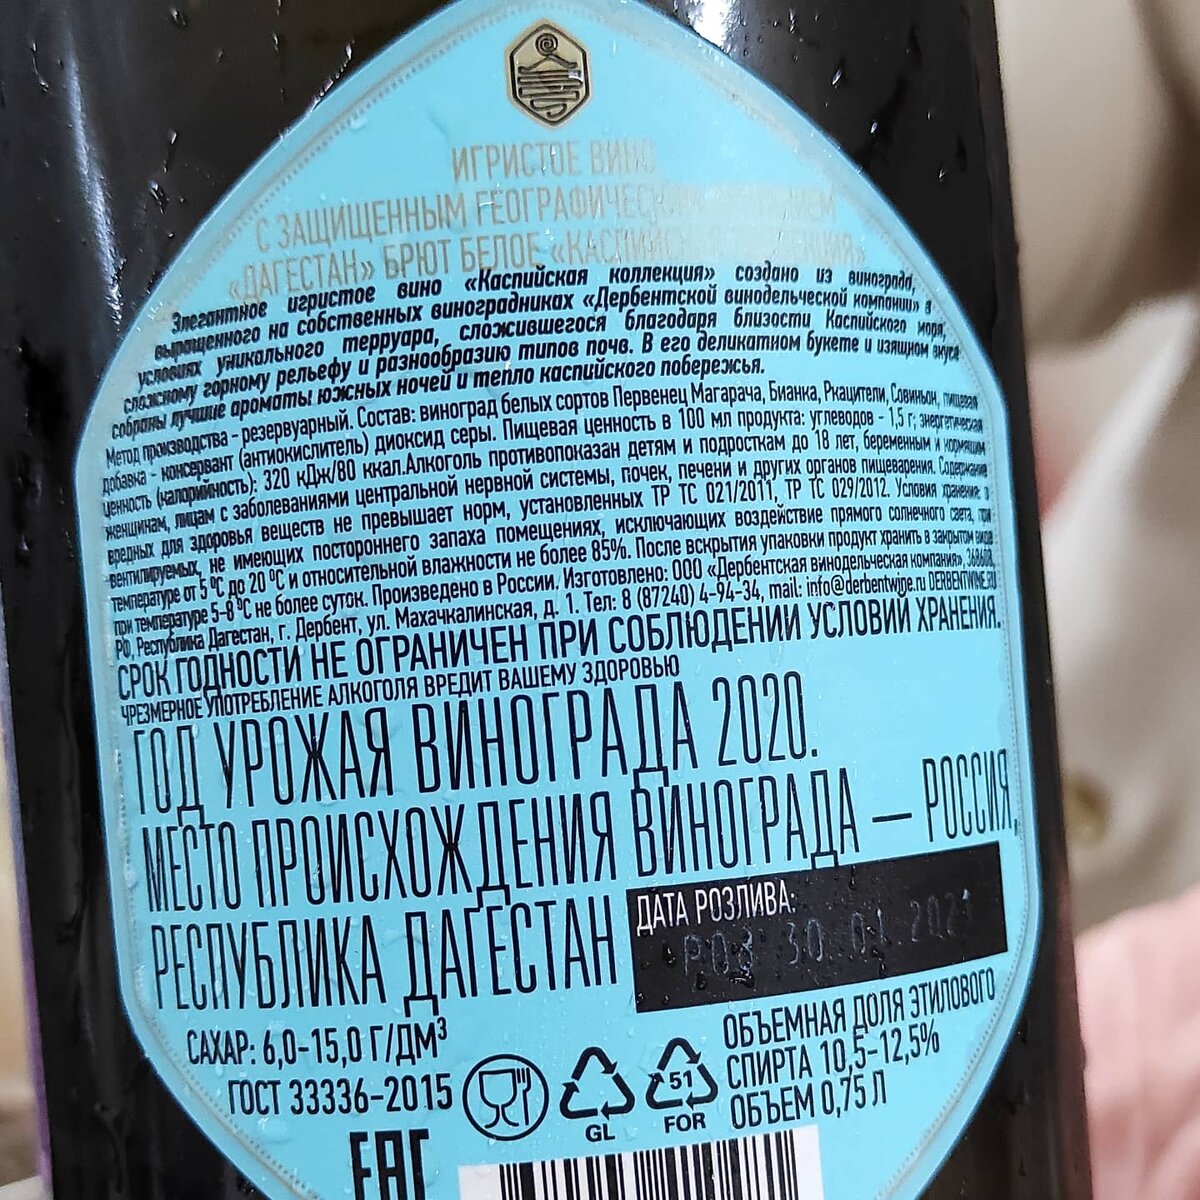 ИГРИСТОЕ ВИНО
С ЗАЩИЩЕННЫМ ГЕОГРАФИЧЕСКИМ
«ДАГЕСТАН» БРЮТ БЕЛОЕ «КАСПИЙСКАЯ КОЛЛЕКЦИЯ»
Элегантное игристое вино «Каспийская коллекция» создано из винограда,
выращенного на собственных виноградниках «Дербентской винодельческой компании» в
условиях уникального терруара, сложившегося благодаря близости Каспийского моря,
сложному горному рельефу и разнообразию типов почв. В его деликатном букете и изящном вкусе
собраны лучшие ароматы южных ночей и тепло каспийского побережья.
Метод производства - резервуарный. Состав: виноград белых сортов Первенец Магарача, Бианка, Ркацители, Совиньон, пищевая
добавка - консервант (антиокислитель) диоксид серы. Пищевая ценность в 100 мл продукта: углеводов - 1,5 г; энергетическая
ценность (калорийность): 320 кДж/80 ккал.Алкоголь противопоказан детям и подросткам до 18 лет, беременным и кормящим
женщинам, лицам с заболеваниями центральной нервной системы, почек, печени и других органов пищеварения. Содержание
вредных для здоровья веществ не превышает норм, установленных ТР ТС 021/2011, ТР ТС 029/2012. Условия хранения: в
вентилируемых, не имеющих постороннего запаха помещениях, исключающих воздействие прямого солнечного света, при
температуре от 5 °С до 20 °С и относительной влажности не более 85%. После вскрытия упаковки продукт хранить в закрытом виде
при температуре 5-8 °С не более суток. Произведено в России. Изготовлено: ООО «Дербентская винодельческая компания», 368608,
РФ, Республика Дагестан, г. Дербент, ул. Махачкалинская, д. 1. Тел: 8 (87240) 4-94-34, mail: info@derbentwine.ru DERBENTWINE.RU
СРОК ГОДНОСТИ НЕ ОГРАНИЧЕН ПРИ СОБЛЮДЕНИИ УСЛОВИЙ ХРАНЕНИЯ.
ЧРЕЗМЕРНОЕ УПОТРЕБЛЕНИЕ АЛКОГОЛЯ ВРЕДИТ ВАШЕМУ ЗДОРОВЬЮ
ГОД УРОЖАЯ ВИНОГРАДА 2020.
МЕСТО ПРОИСХОЖДЕНИЯ ВИНОГРАДА — РОССИЯ,
РЕСПУБЛИКА ДАГЕСТАН
ДАТА РОЗЛИВА:
РОЗ 30.01.2021
САХАР: 6,0-15,0 Г/ДМ³
ГОСТ 33336-2015
ОБЪЕМНАЯ ДОЛЯ ЭТИЛОВОГО
СПИРТА 10,5-12,5%
ОБЪЕМ 0,75 Л
GL
51
FOR
EAC